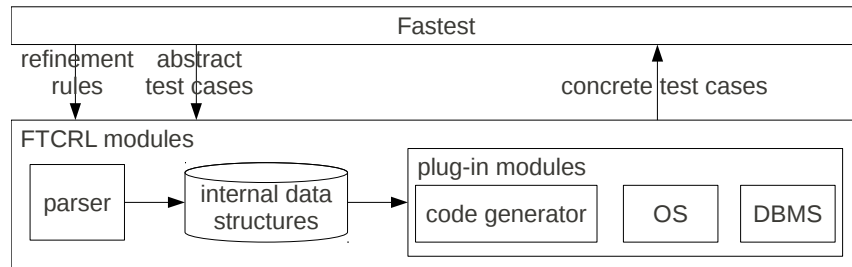 Fastest
refinement
rules
abstract
test cases
concrete test cases
FTCRL modules
parser
internal data
structures
plug-in modules
code generator
OS
DBMS